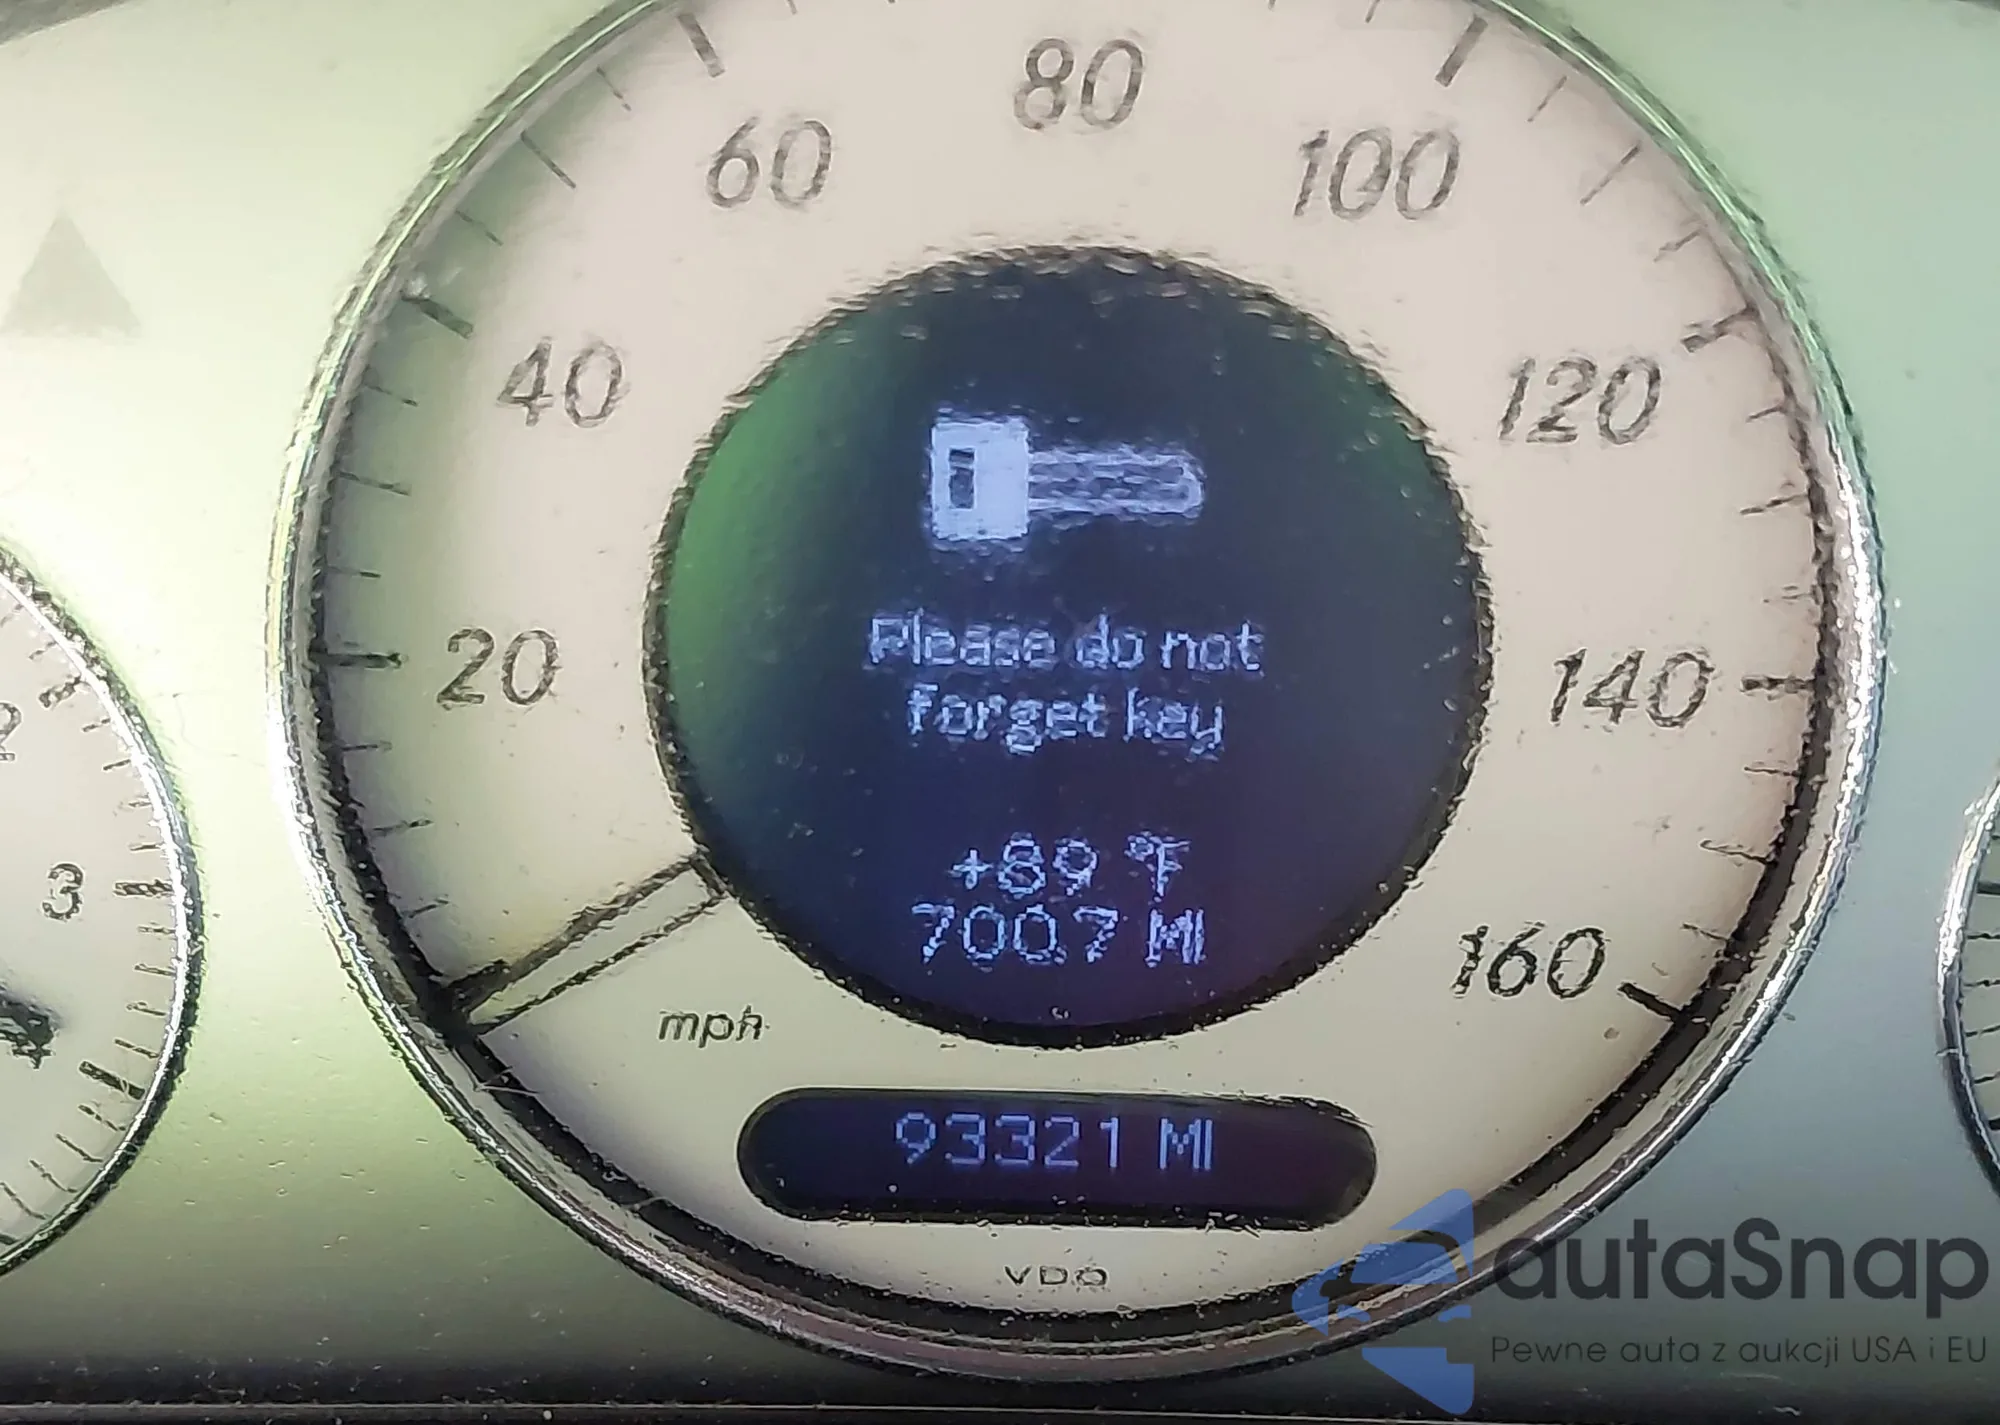 80
60
100
40
120
20
140
160
2
3
Please do not
forget key
+89 °F
700.7 MI
mph
93321 MI
VDO
autaSnap
Pewne auta z aukcji USA i EU